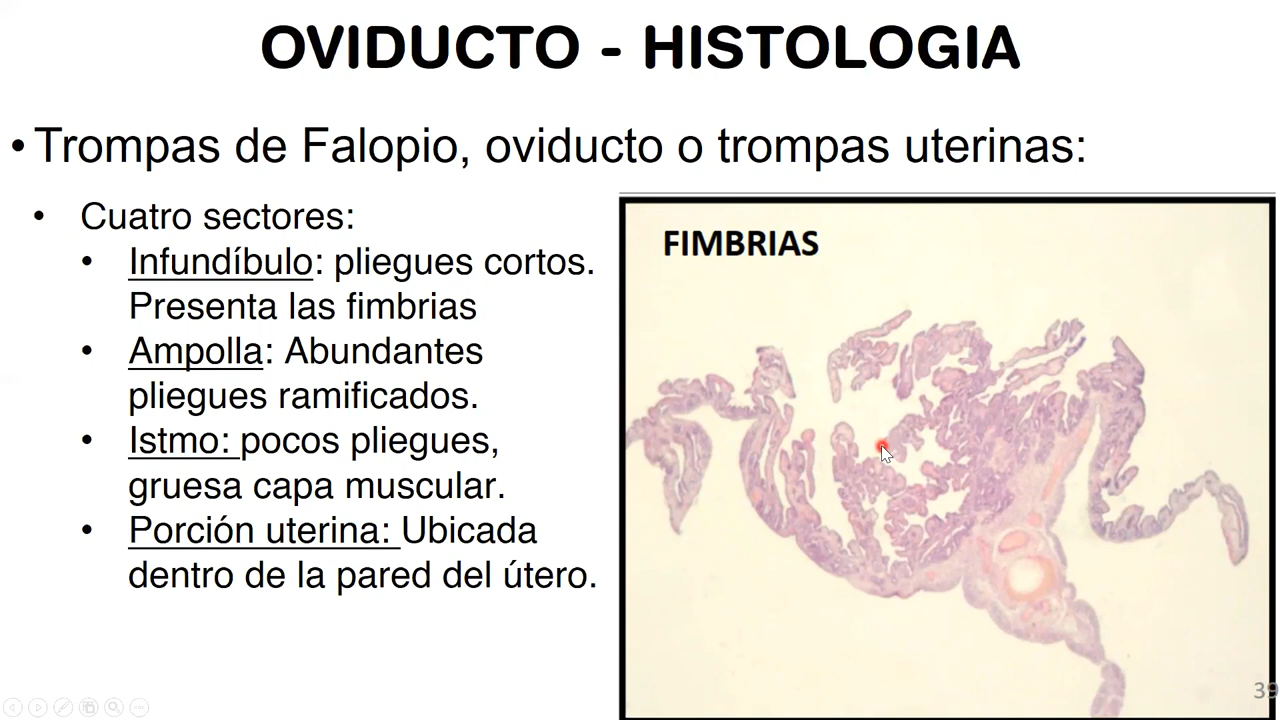 OVIDUCTO - HISTOLOGIA
• Trompas de Falopio, oviducto o trompas uterinas:
• Cuatro sectores:
• Infundíbulo: pliegues cortos.
Presenta las fimbrias
• Ampolla: Abundantes
pliegues ramificados.
• Istmo: pocos pliegues,
gruesa capa muscular.
• Porción uterina: Ubicada
dentro de la pared del útero.
FIMBRIAS
39